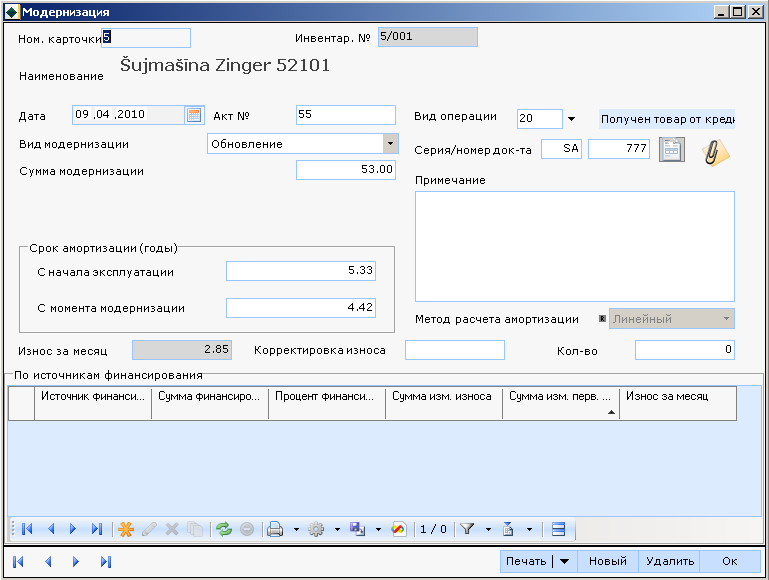 Модернизация
Ном. карточки 5 Инвентар. № 5/001
Наименование Šujmašīna Zinger 52101
Дата 09 ,04 ,2010 Акт № 55 Вид операции 20 Получен товар от креди
Вид модернизации Обновление Серия/номер док-та SA 777
Сумма модернизации 53.00 Примечание
Срок амортизации (годы)
С начала эксплуатации 5.33
С момента модернизации 4.42
Метод расчета амортизации Линейный
Износ за месяц 2.85 Корректировка износа Кол-во 0
По источникам финансирования
Источник финанси... Сумма финансиро... Процент финанси... Сумма изм. износа Сумма изм. перв. ... Износ за месяц
1 / 0
Печать Новый Удалить Ок